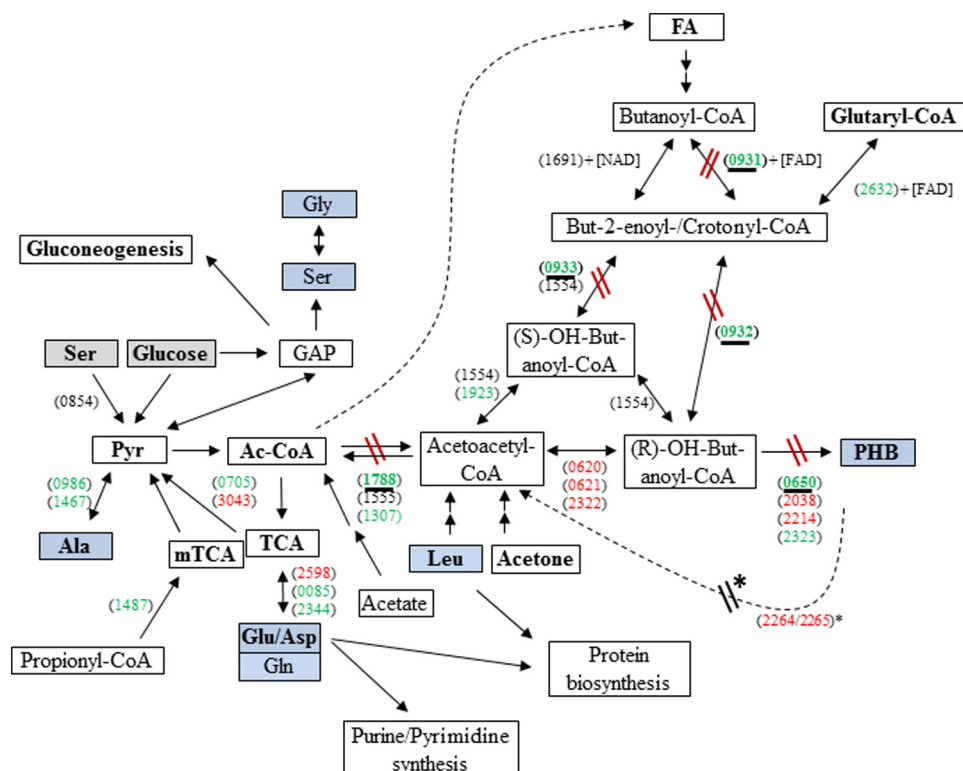 FA
Butanoyl-CoA
Glutaryl-CoA
(1691)+[NAD]
(0931)+[FAD]
(2632)+[FAD]
Gly
But-2-enoyl-/Crotonyl-CoA
Gluconeogenesis
Ser
(0933)
(1554)
(0932)
(S)-OH-But-
anoyl-CoA
Ser
Glucose
GAP
(1554)
(1923)
(0854)
(1554)
Pyr
Ac-CoA
Acetoacetyl-
CoA
(R)-OH-But-
anoyl-CoA
PHB
(0986)
(1467)
(0705)
(3043)
(1788)
(1555)
(1307)
(0620)
(0621)
(2322)
(0650)
(2038)
(2214)
(2323)
Ala
mTCA
TCA
Leu
Acetone
(2598)
(0085)
(2344)
Acetate
*
(2264/2265)*
(1487)
Propionyl-CoA
Glu/Asp
Gln
Protein
biosynthesis
Purine/Pyrimidine
synthesis